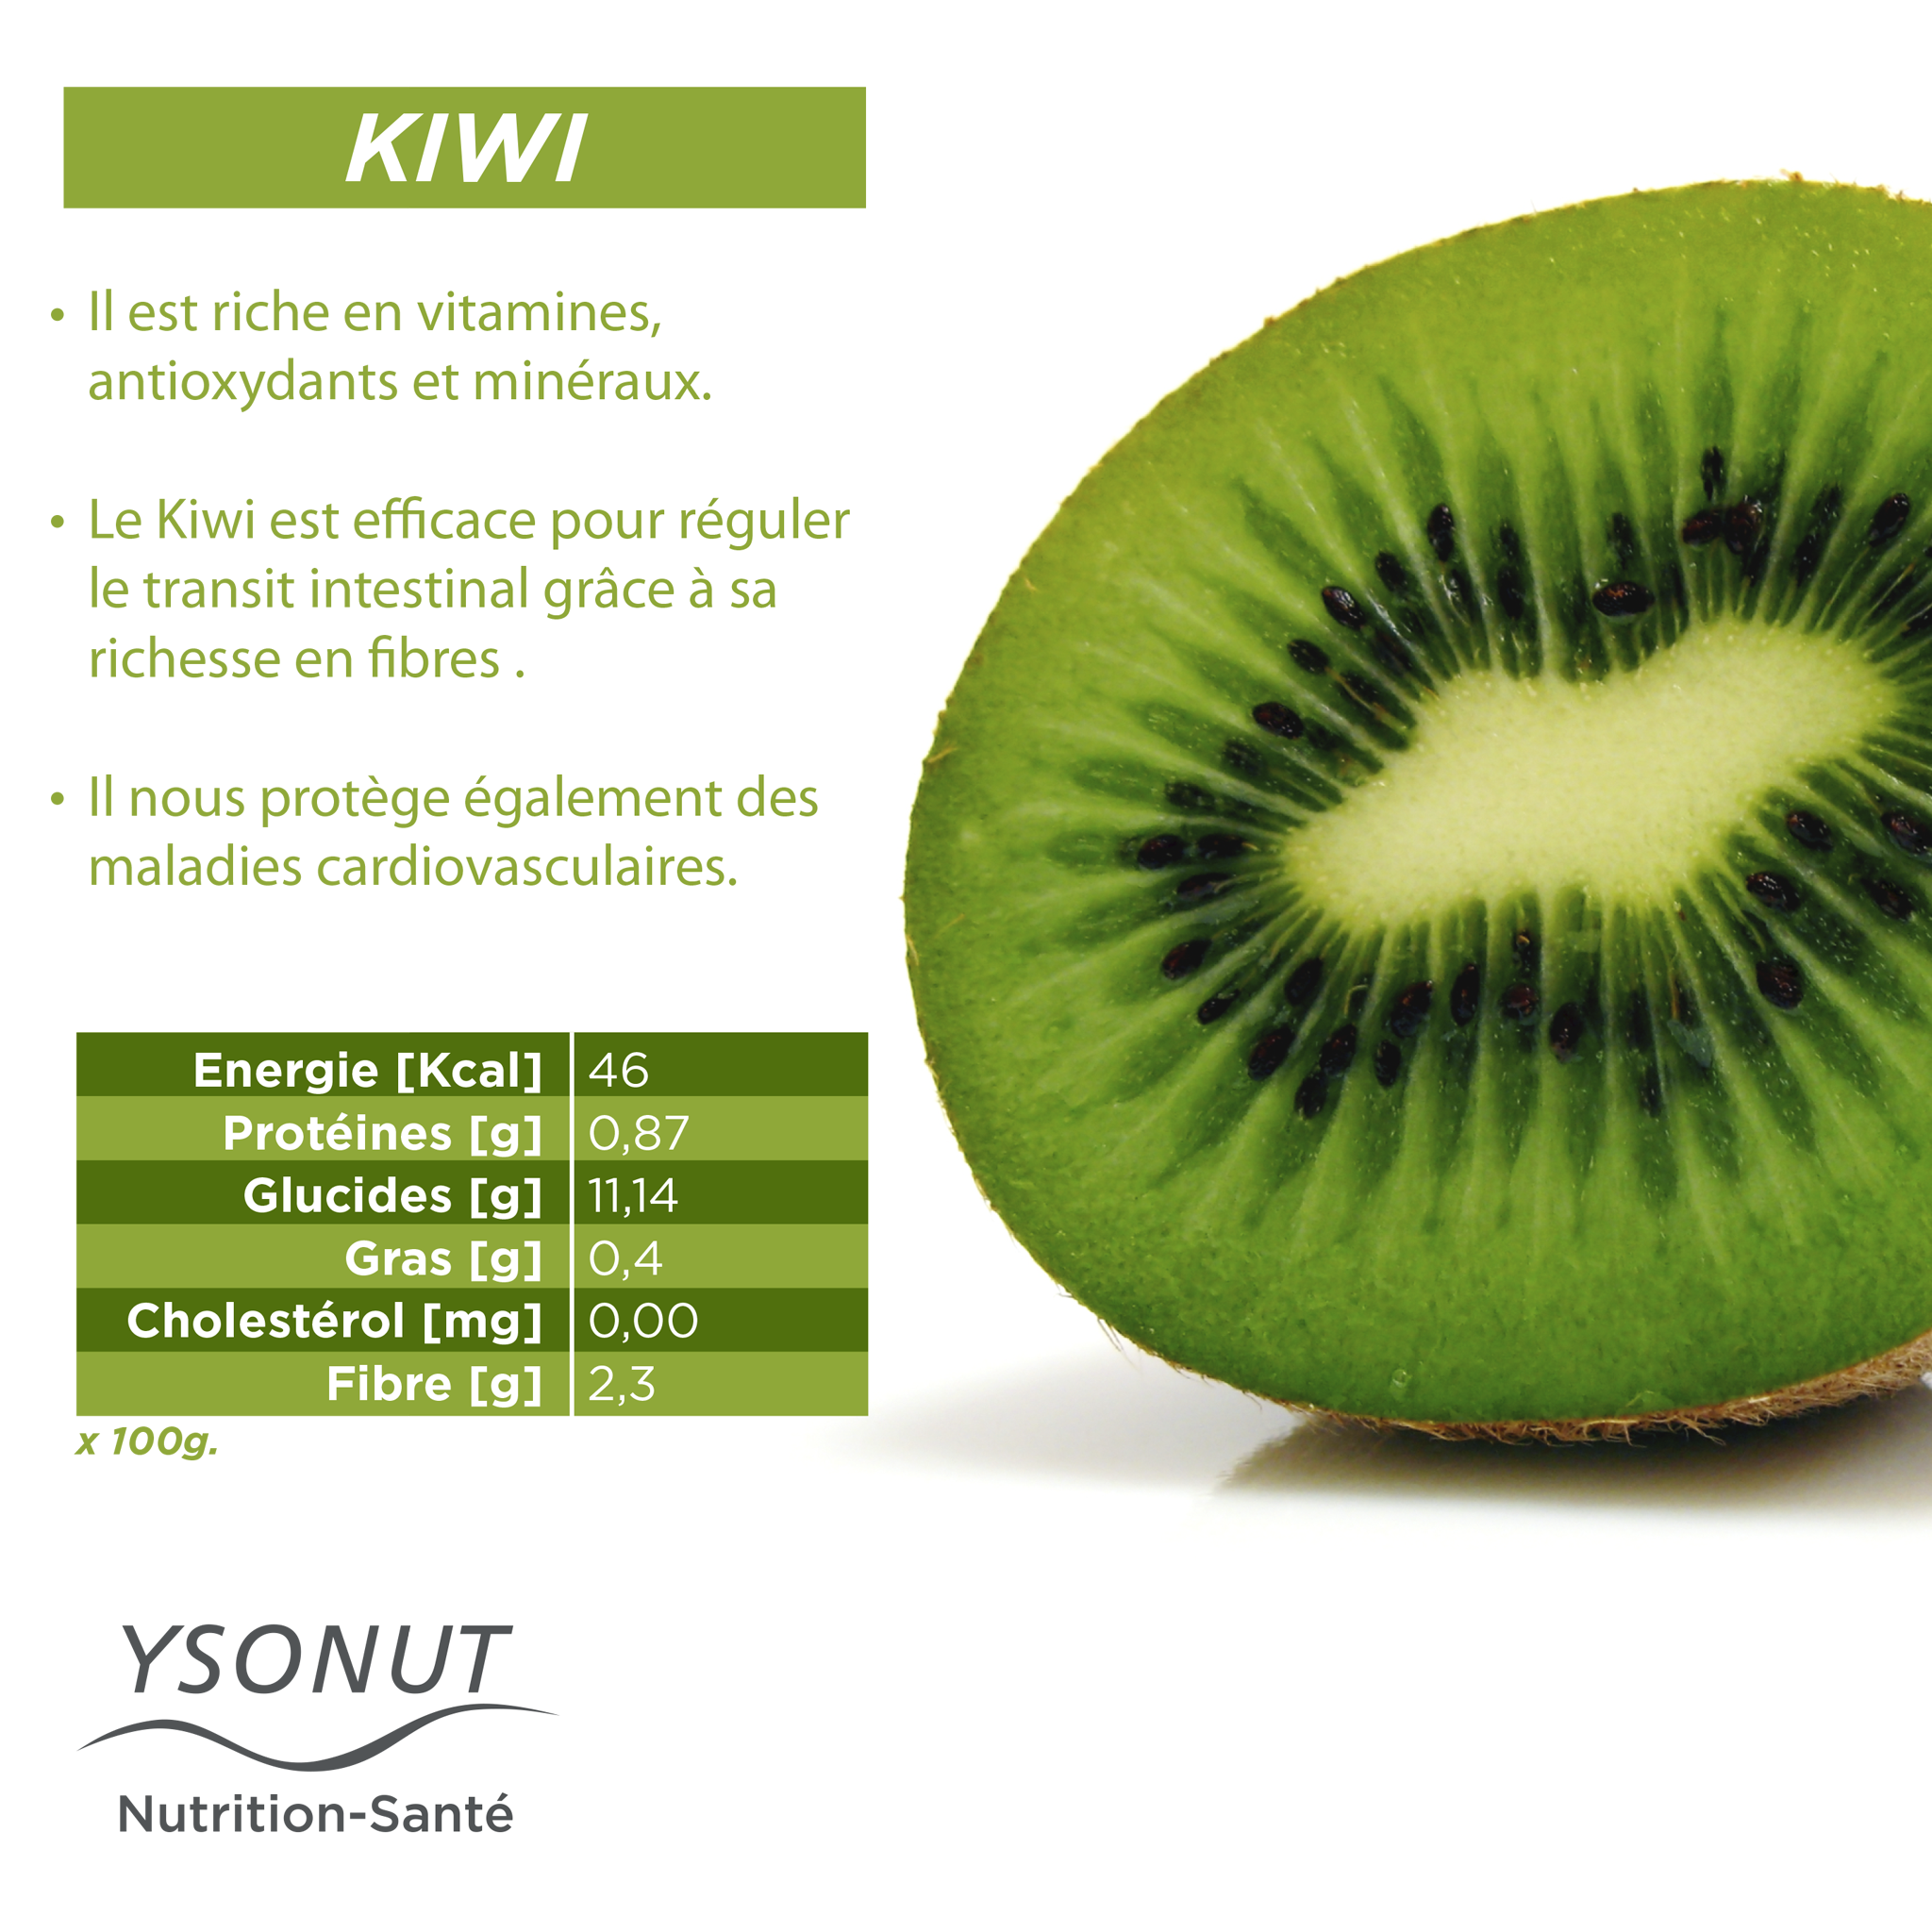 KIWI
• Il est riche en vitamines,
antioxydants et minéraux.
• Le Kiwi est efficace pour réguler
le transit intestinal grâce à sa
richesse en fibres .
• Il nous protège également des
maladies cardiovasculaires.
Energie [Kcal] 46
Protéines [g] 0,87
Glucides [g] 11,14
Gras [g] 0,4
Cholestérol [mg] 0,00
Fibre [g] 2,3
x 100g.
YSONUT
Nutrition-Santé